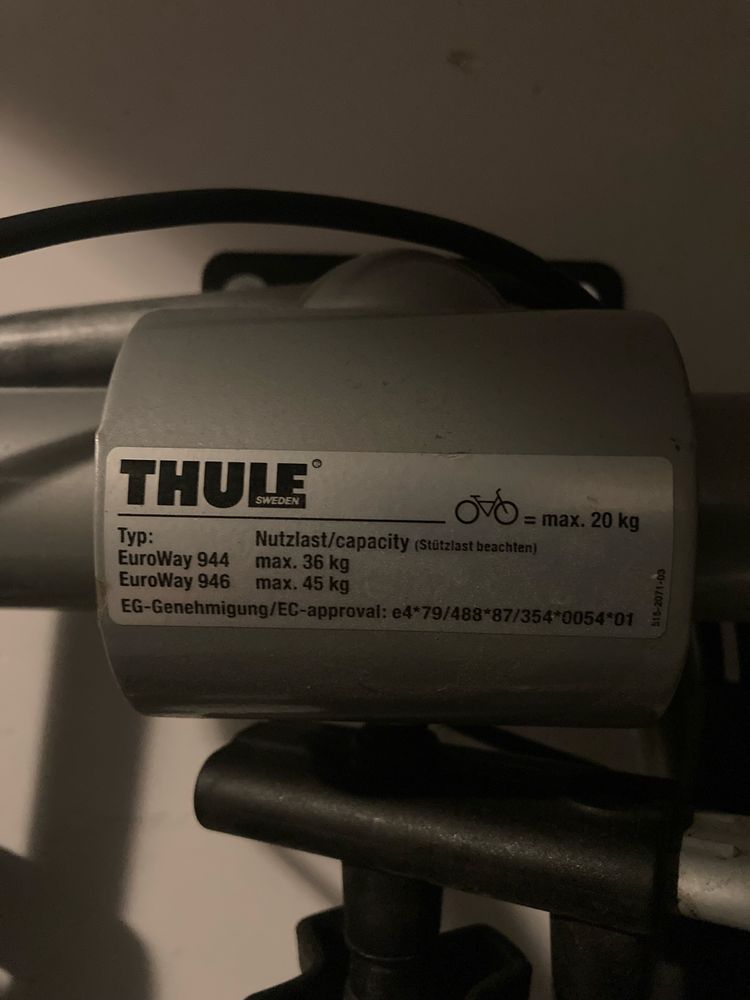 THULE®
SWEDEN
= max. 20 kg
Typ: Nutzlast/capacity (Stützlast beachten)
EuroWay 944 max. 36 kg
EuroWay 946 max. 45 kg
EG-Genehmigung/EC-approval: e4*79/488*87/354*0054*01
515-2071-03